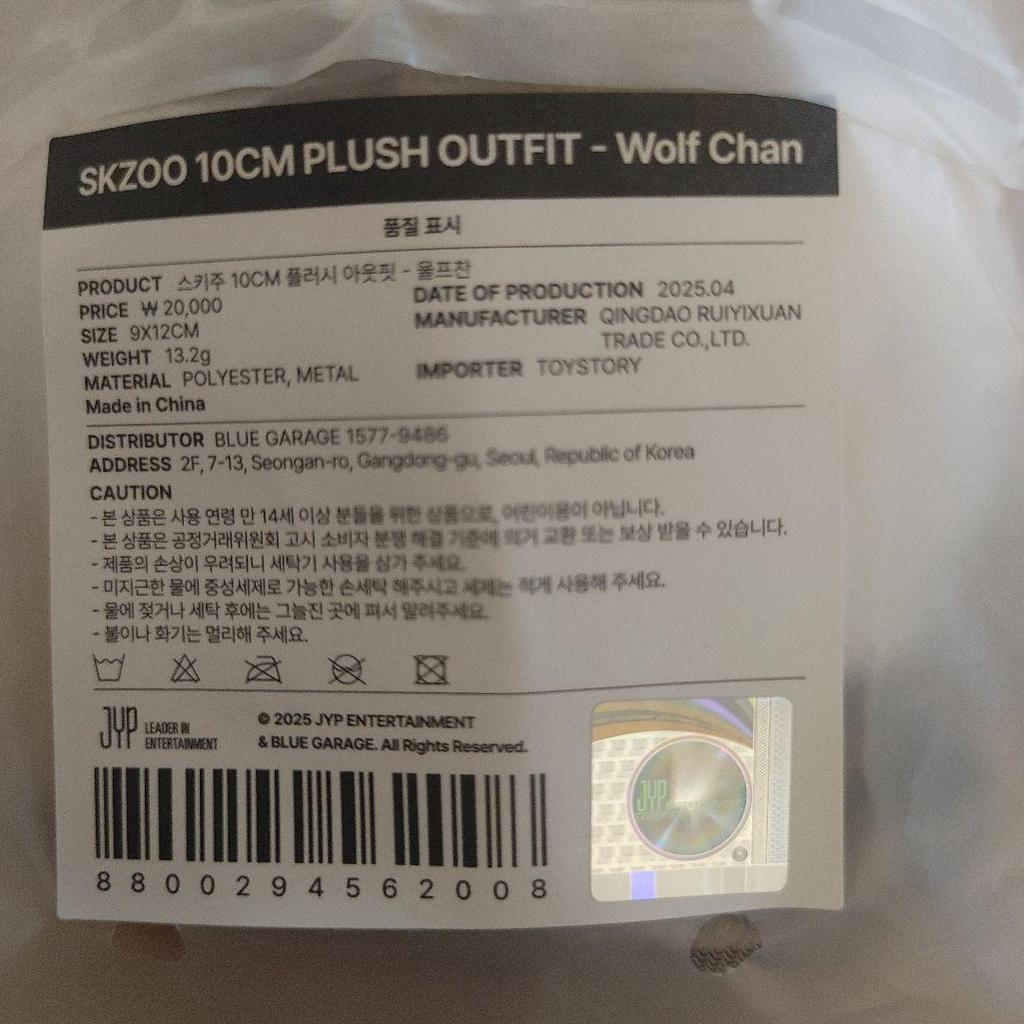 SKZOO 10CM PLUSH OUTFIT - Wolf Chan
품질 표시
PRODUCT 스키주 10CM 플러시 아웃핏 - 울프찬
PRICE ₩ 20,000
SIZE 9X12CM
WEIGHT 13.2g
MATERIAL POLYESTER, METAL
Made in China
DATE OF PRODUCTION 2025.04
MANUFACTURER QINGDAO RUIYIXUAN
TRADE CO.,LTD.
IMPORTER TOYSTORY
DISTRIBUTOR BLUE GARAGE 1577-9486
ADDRESS 2F, 7-13, Seongan-ro, Gangdong-gu, Seoul, Republic of Korea
CAUTION
- 본 상품은 사용 연령 만 14세 이상 분들을 위한 상품으로, 어린이용이 아닙니다.
- 본 상품은 공정거래위원회 고시 소비자 분쟁 해결 기준에 의거 교환 또는 보상 받을 수 있습니다.
- 제품의 손상이 우려되니 세탁기 사용을 삼가 주세요.
- 미지근한 물에 중성세제로 가능한 손세탁 해주시고 세제는 적게 사용해 주세요.
- 물에 젖거나 세탁 후에는 그늘진 곳에 펴서 말려주세요.
- 불이나 화기는 멀리해 주세요.
JYP LEADER IN
ENTERTAINMENT
© 2025 JYP ENTERTAINMENT
& BLUE GARAGE. All Rights Reserved.
8800294562008
JYP